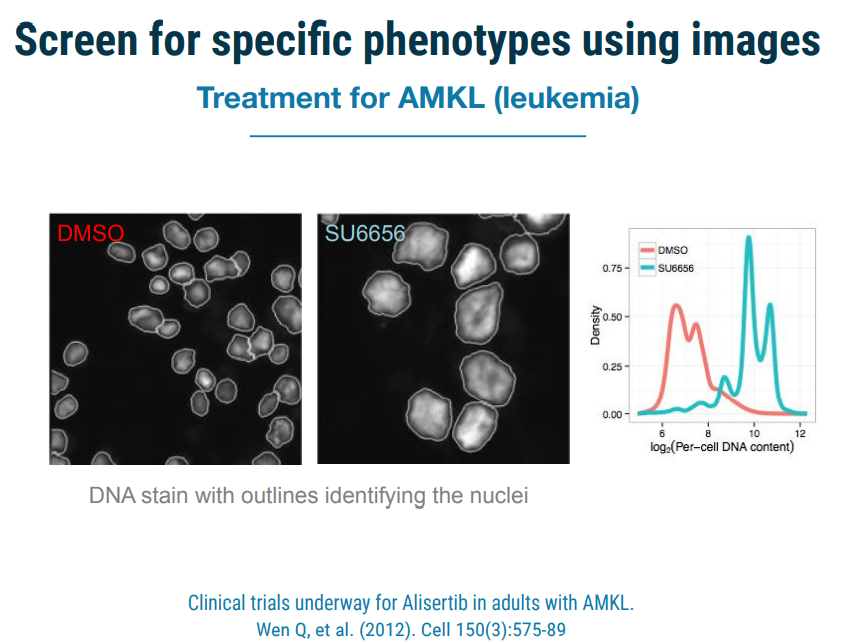 Screen for specific phenotypes using images
Treatment for AMKL (leukemia)
DMSO
SU6656
DMSO
SU6656
Density
0.75
0.50
0.25
0.00
6 8 10 12
log₂(Per−cell DNA content)
DNA stain with outlines identifying the nuclei
Clinical trials underway for Alisertib in adults with AMKL.
Wen Q, et al. (2012). Cell 150(3):575-89